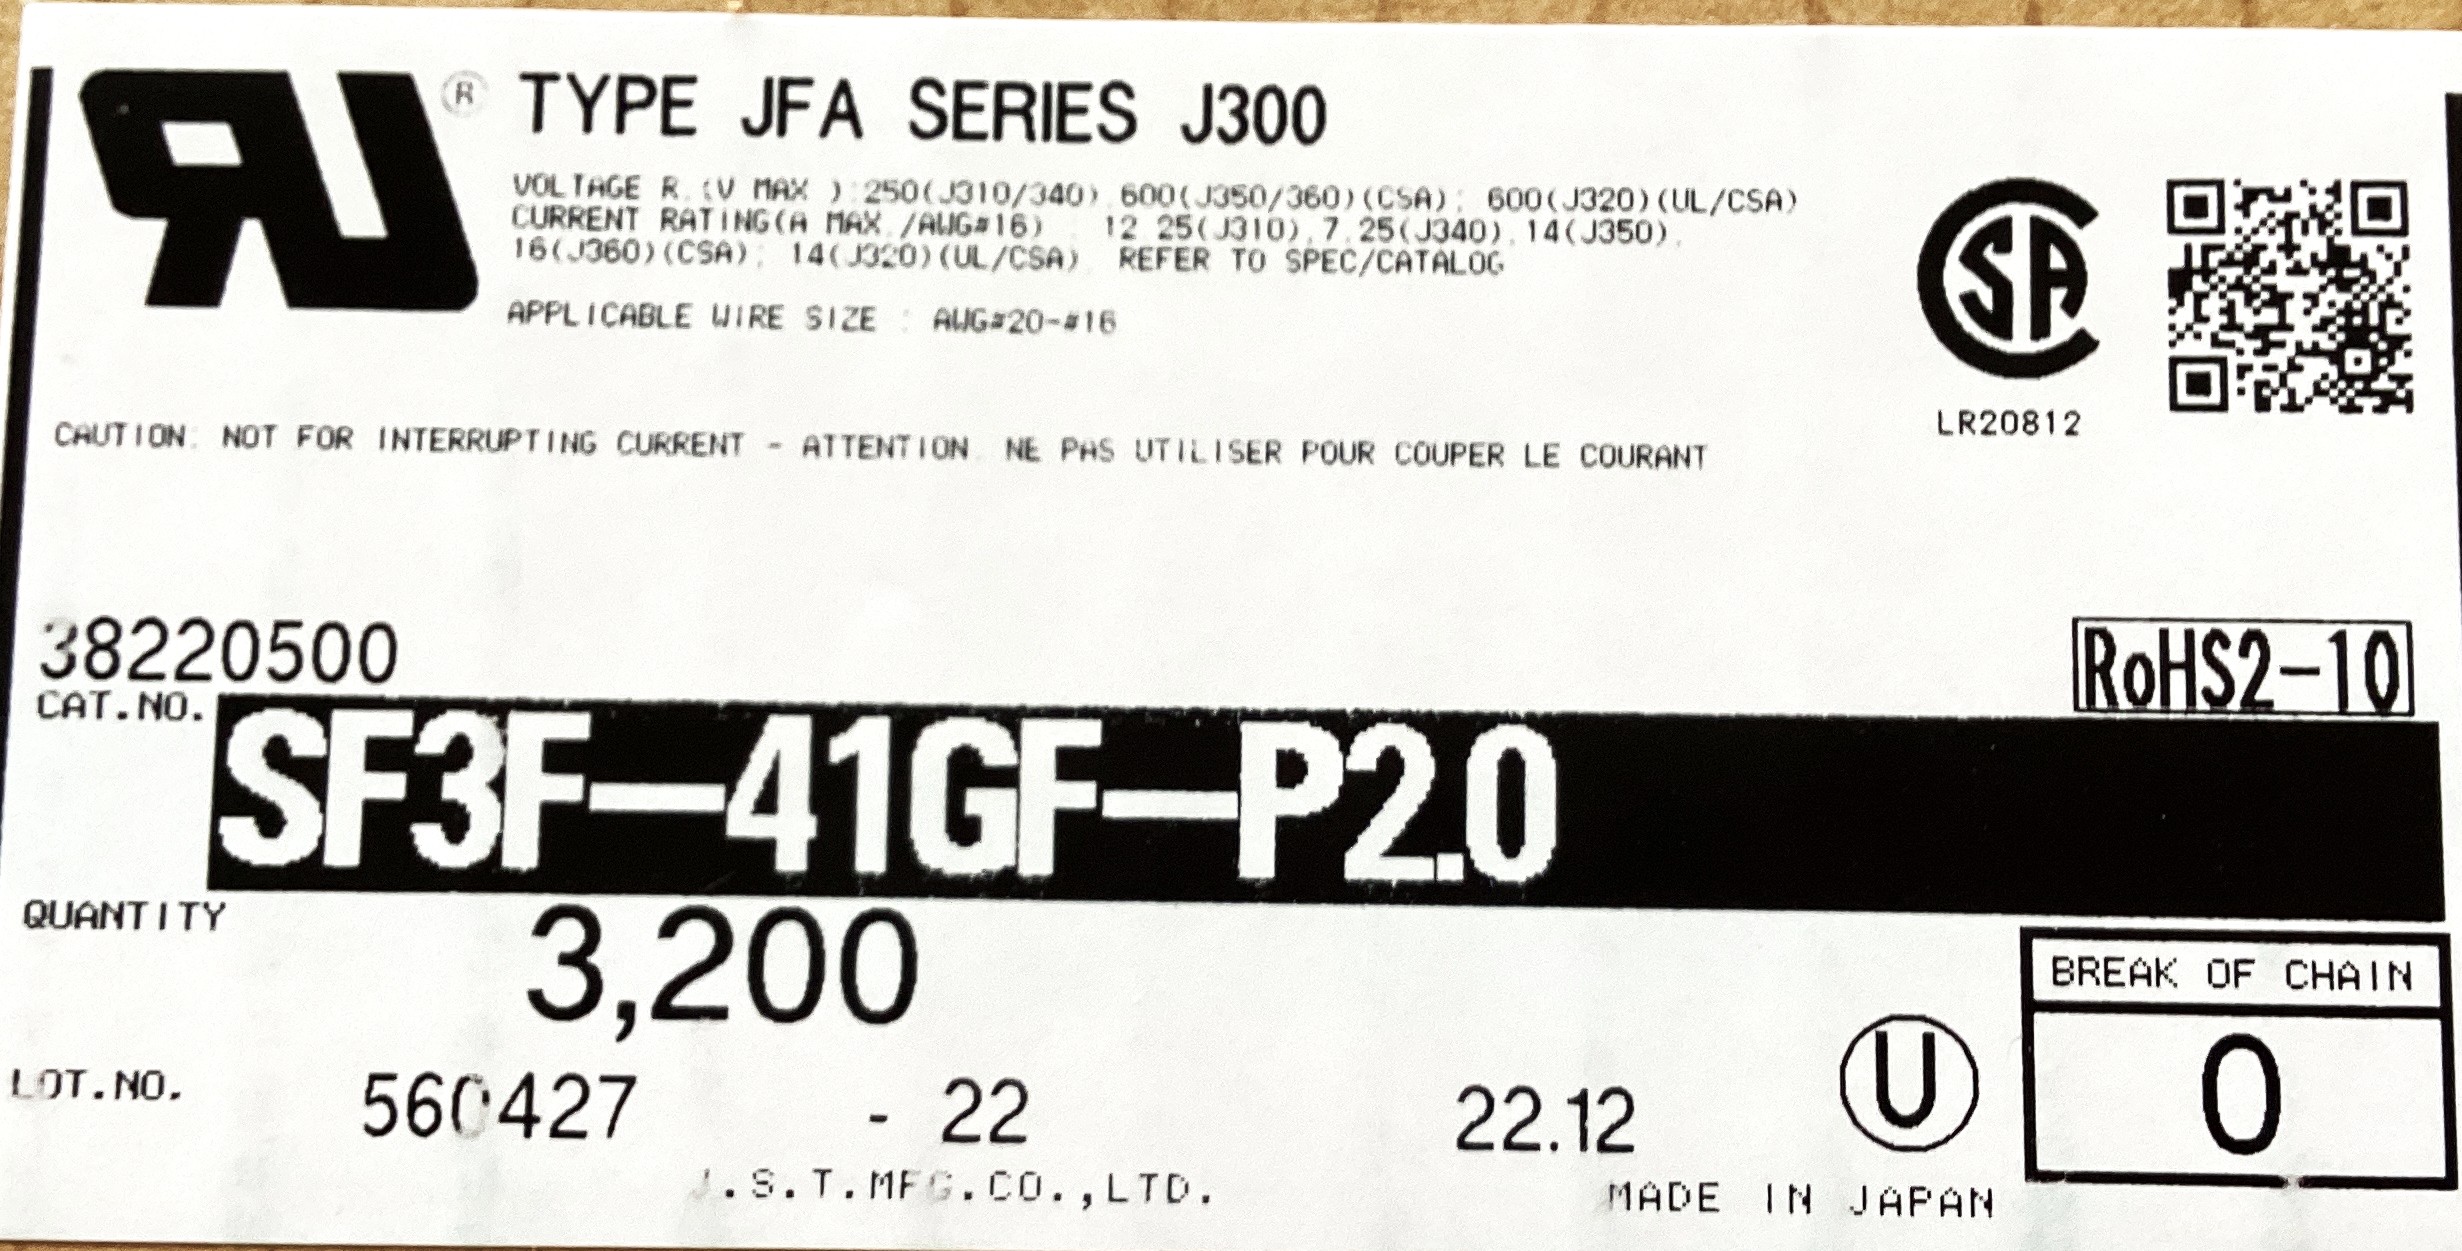 ® TYPE JFA SERIES J300
VOLTAGE R.(V MAX.):250(J310/340),600(J350/360)(CSA); 600(J320)(UL/CSA)
CURRENT RATING(A MAX./AWG#16) 12.25(J310),7.25(J340),14(J350),
16(J360)(CSA); 14(J320)(UL/CSA) REFER TO SPEC/CATALOG
APPLICABLE WIRE SIZE : AWG#20-#16
CSA
LR20812
CAUTION: NOT FOR INTERRUPTING CURRENT - ATTENTION: NE PAS UTILISER POUR COUPER LE COURANT
38220500
RoHS2-10
CAT.NO. SF3F-41GF-P2.0
QUANTITY 3,200
BREAK OF CHAIN
0
LOT.NO. 560427 - 22 22.12 U
J.S.T.MFG.CO.,LTD.
MADE IN JAPAN